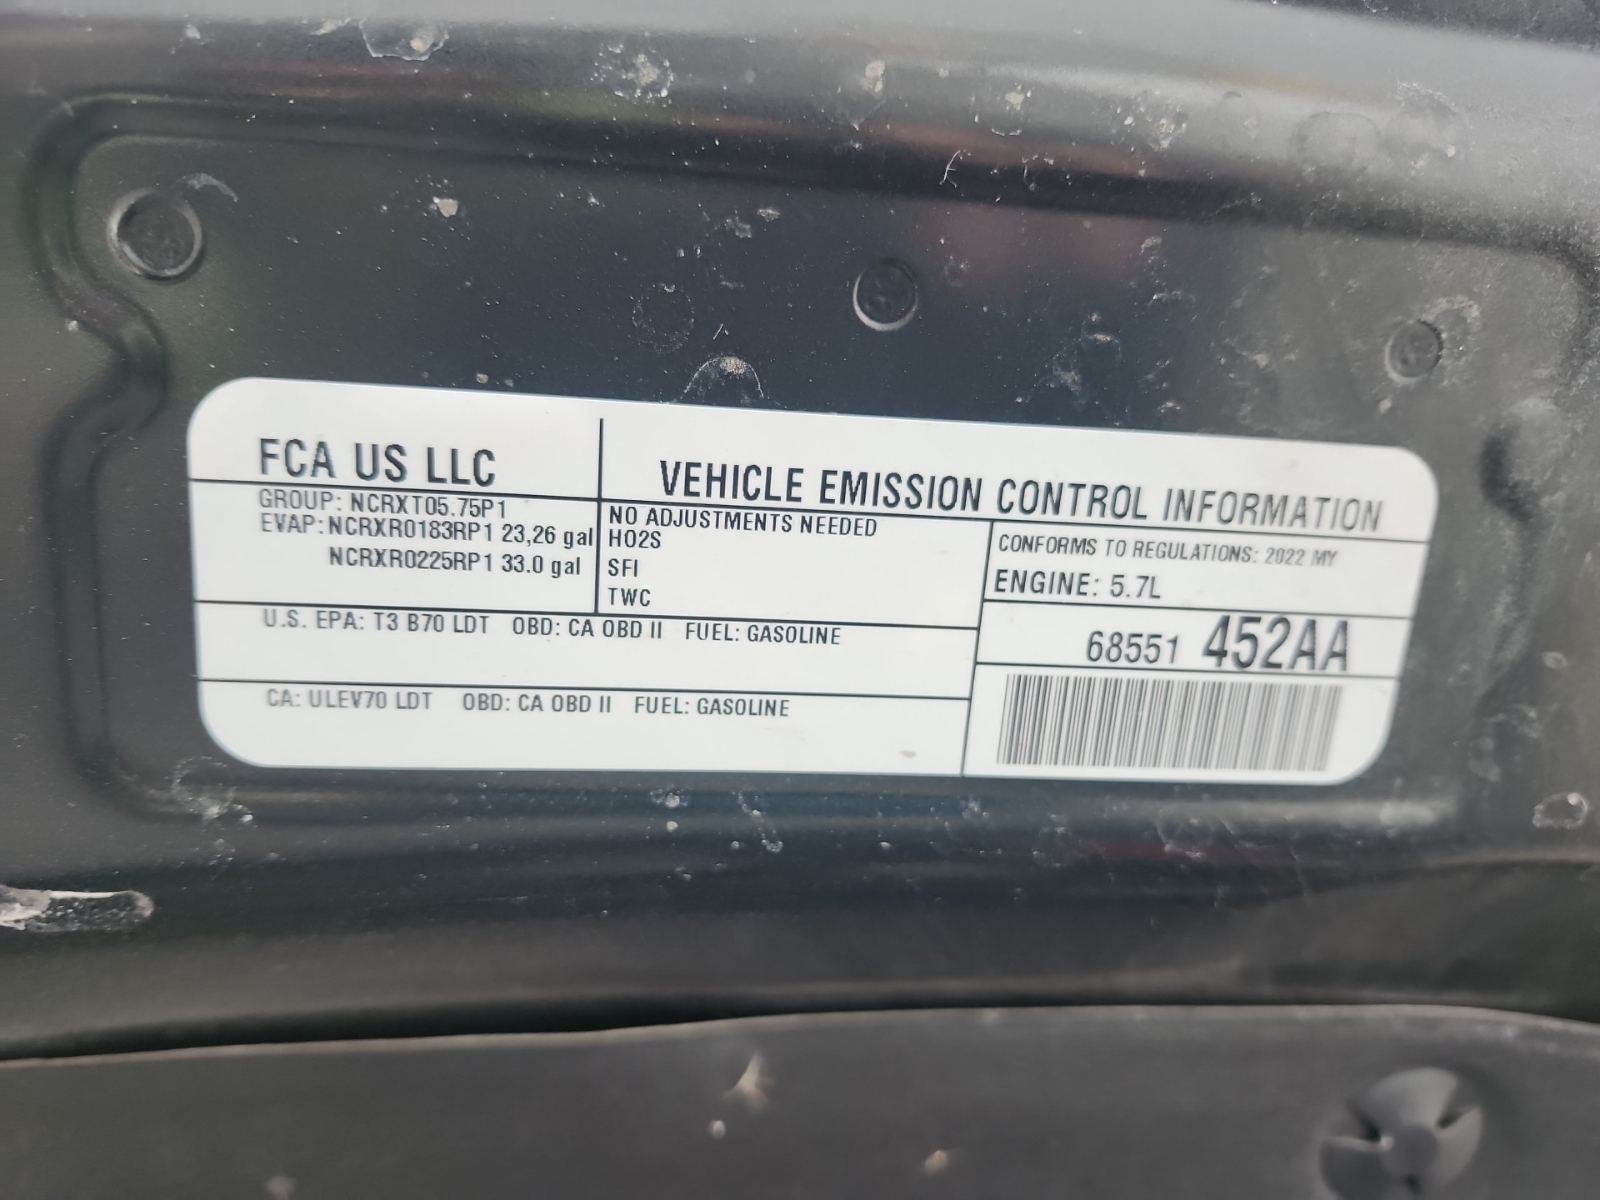 FCA US LLC
VEHICLE EMISSION CONTROL INFORMATION
GROUP: NCRXT05.75P1
EVAP: NCRXR0183RP1 23,26 gal
NCRXR0225RP1 33.0 gal
NO ADJUSTMENTS NEEDED
HO2S
SFI
TWC
CONFORMS TO REGULATIONS: 2022 MY
ENGINE: 5.7L
U.S. EPA: T3 B70 LDT OBD: CA OBD II FUEL: GASOLINE
68551 452AA
CA: ULEV70 LDT OBD: CA OBD II FUEL: GASOLINE